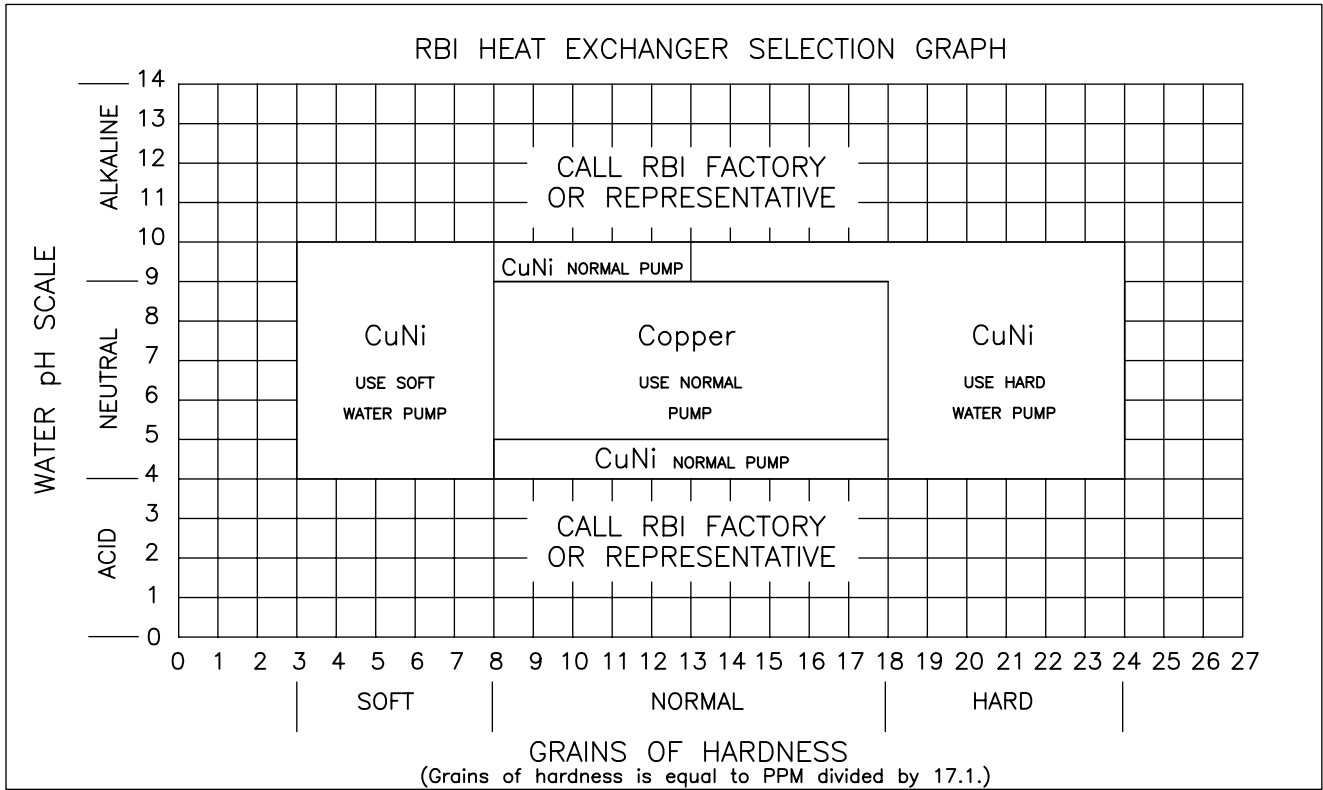 RBI HEAT EXCHANGER SELECTION GRAPH
14
13
12
11
10
9
8
7
6
5
4
3
2
1
0
WATER pH SCALE
ALKALINE
NEUTRAL
ACID
CALL RBI FACTORY
OR REPRESENTATIVE
CuNi NORMAL PUMP
CuNi
USE SOFT
WATER PUMP
Copper
USE NORMAL
PUMP
CuNi
USE HARD
WATER PUMP
CuNi NORMAL PUMP
CALL RBI FACTORY
OR REPRESENTATIVE
0 1 2 3 4 5 6 7 8 9 10 11 12 13 14 15 16 17 18 19 20 21 22 23 24 25 26 27
SOFT NORMAL HARD
GRAINS OF HARDNESS
(Grains of hardness is equal to PPM divided by 17.1.)